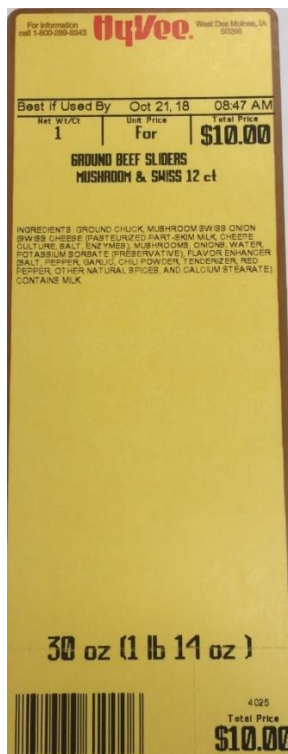 For information
call 1-800-289-8343
HyVee.
West Des Moines, IA
50266
Best if Used By Oct 21, 18 08:47 AM
Net Wt/Ct Unit Price Total Price
1 For $10.00
GROUND BEEF SLIDERS
MUSHROOM & SWISS 12 ct
INGREDIENTS: GROUND CHUCK, MUSHROOM SWISS ONION
(SWISS CHEESE (PASTEURIZED PART-SKIM MILK, CHEESE
CULTURE, SALT, ENZYMES), MUSHROOMS, ONIONS, WATER,
POTASSIUM SORBATE (PRESERVATIVE), FLAVOR ENHANCER
(SALT, PEPPER, GARLIC, CHILI POWDER, TENDERIZER, RED
PEPPER, OTHER NATURAL SPICES, AND CALCIUM STEARATE).
CONTAINS MILK.
30 oz (1 lb 14 oz )
4025
Total Price
$10.00